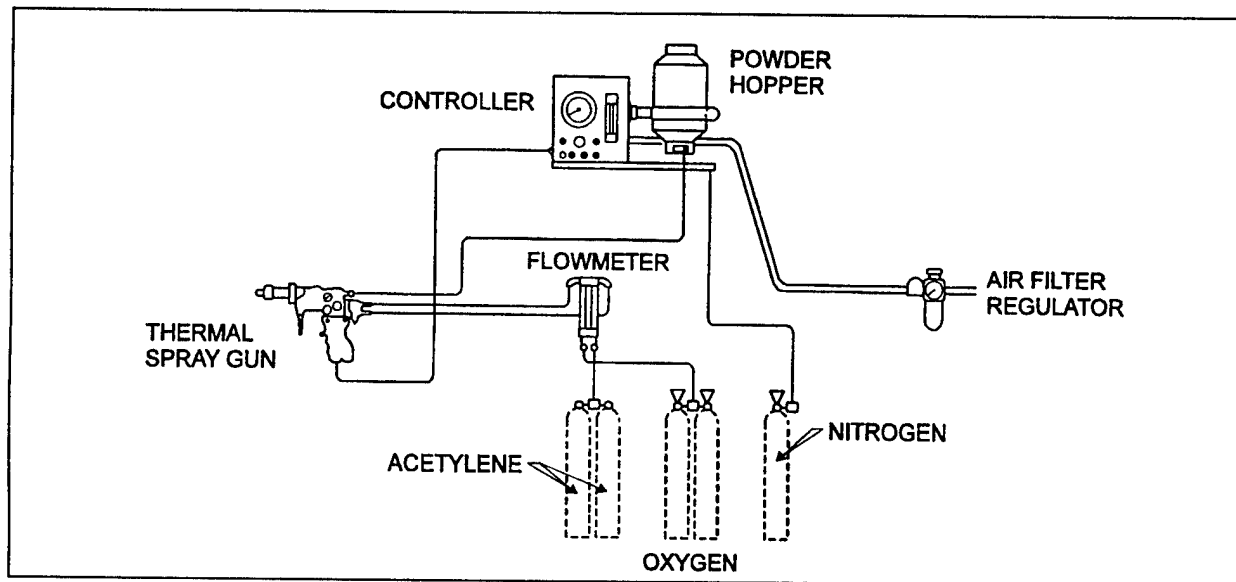 POWDER
HOPPER
CONTROLLER
FLOWMETER
AIR FILTER
REGULATOR
THERMAL
SPRAY GUN
NITROGEN
ACETYLENE
OXYGEN